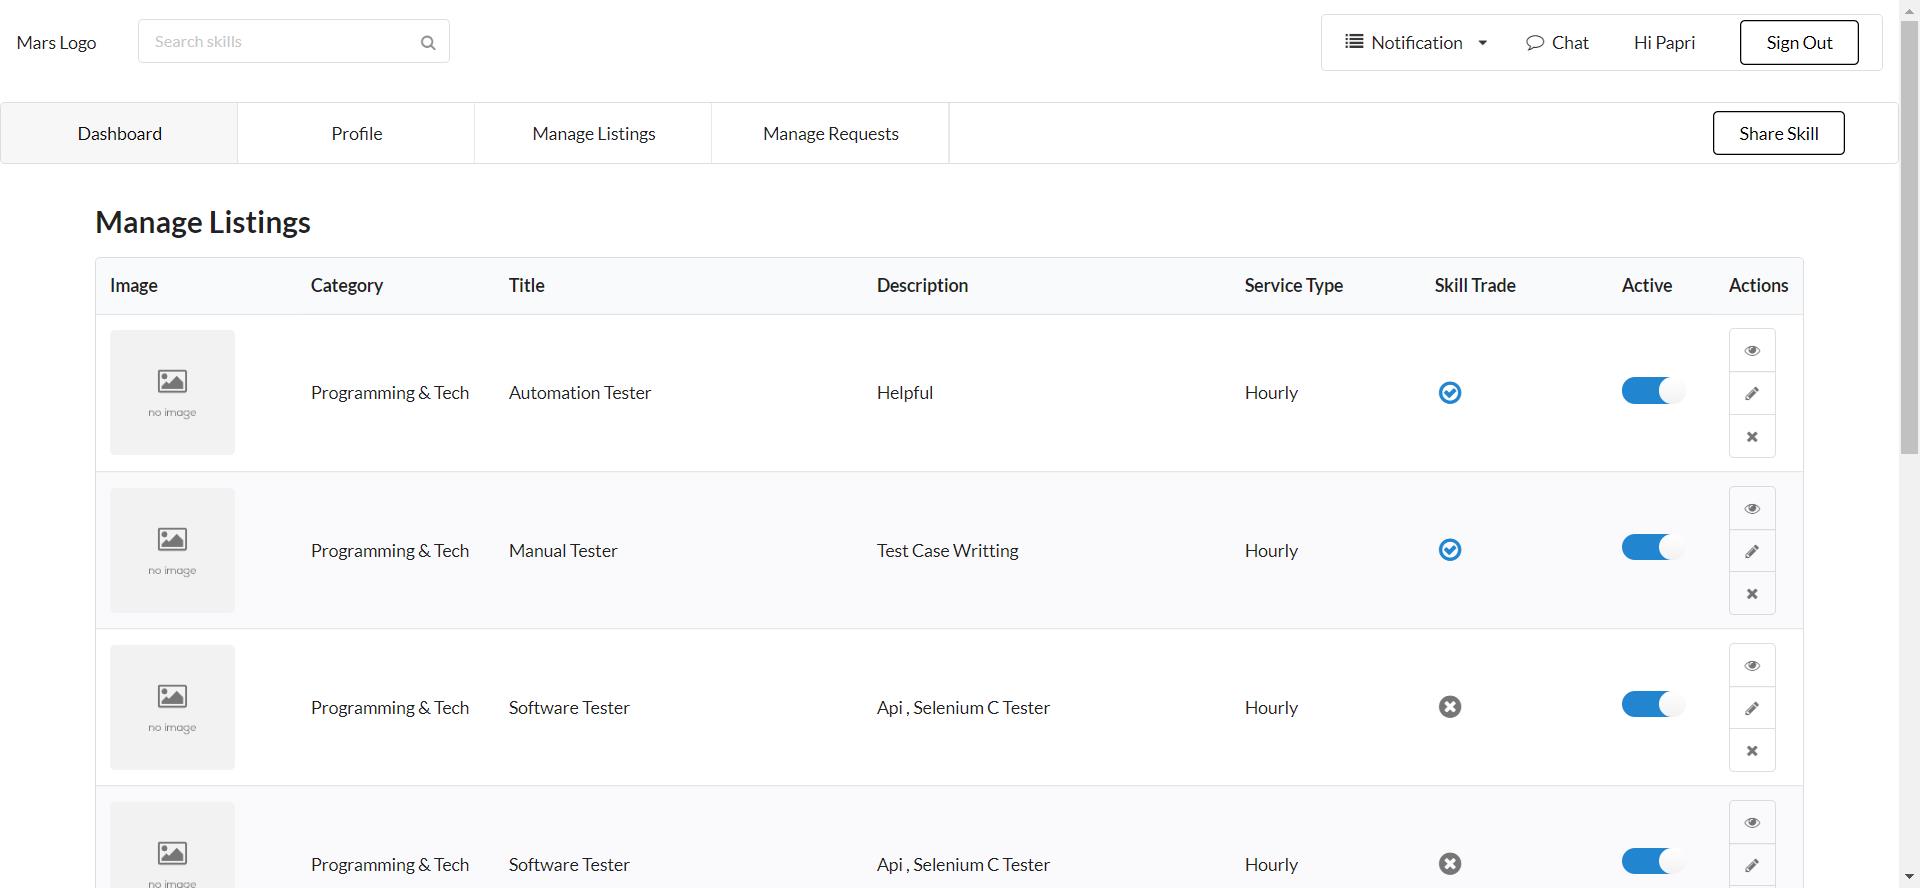 Mars Logo
Search skills
Notification
Chat
Hi Papri
Sign Out
Dashboard
Profile
Manage Listings
Manage Requests
Share Skill
Manage Listings
Image Category Title Description Service Type Skill Trade Active Actions
no image
Programming & Tech Automation Tester Helpful Hourly
no image
Programming & Tech Manual Tester Test Case Writting Hourly
no image
Programming & Tech Software Tester Api , Selenium C Tester Hourly
no image
Programming & Tech Software Tester Api , Selenium C Tester Hourly